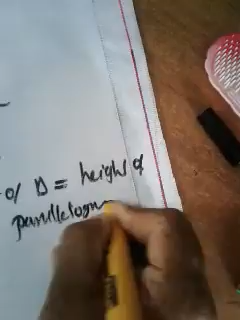 of Δ = height of
parallelogra